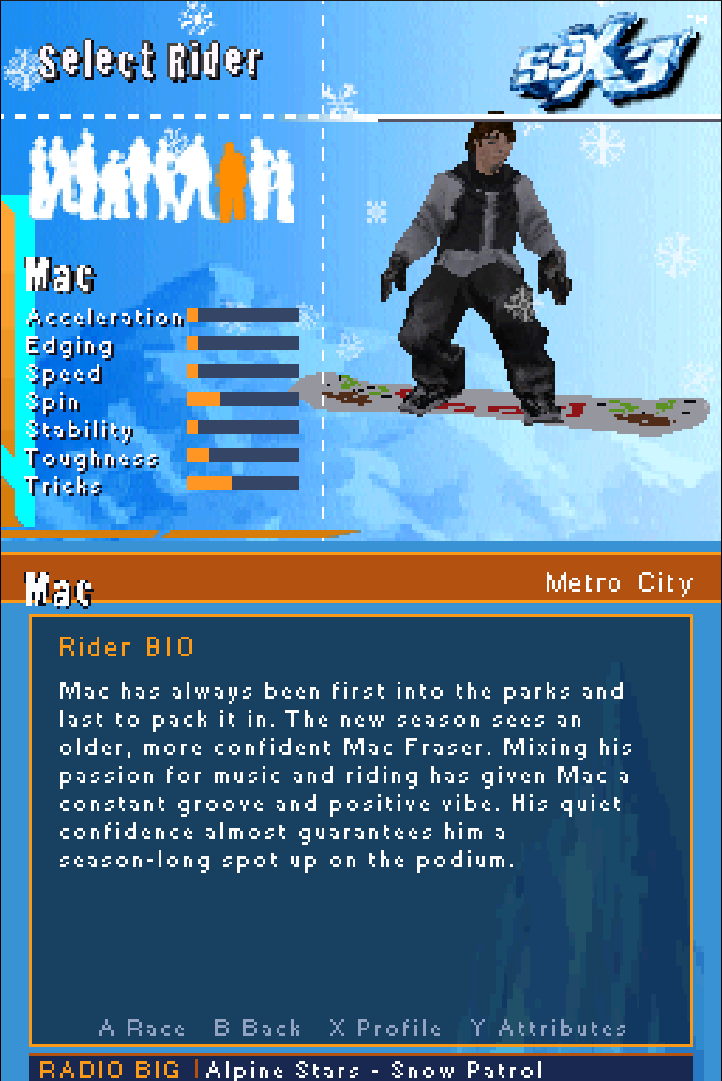 Select Rider
SSX3
TM
Mac
Acceleration
Edging
Speed
Spin
Stability
Toughness
Tricks
Mac
Metro City
Rider BIO
Mac has always been first into the parks and
last to pack it in. The new season sees an
older, more confident Mac Fraser. Mixing his
passion for music and riding has given Mac a
constant groove and positive vibe. His quiet
confidence almost guarantees him a
season-long spot up on the podium.
A Race B Back X Profile Y Attributes
RADIO BIG | Alpine Stars - Snow Patrol